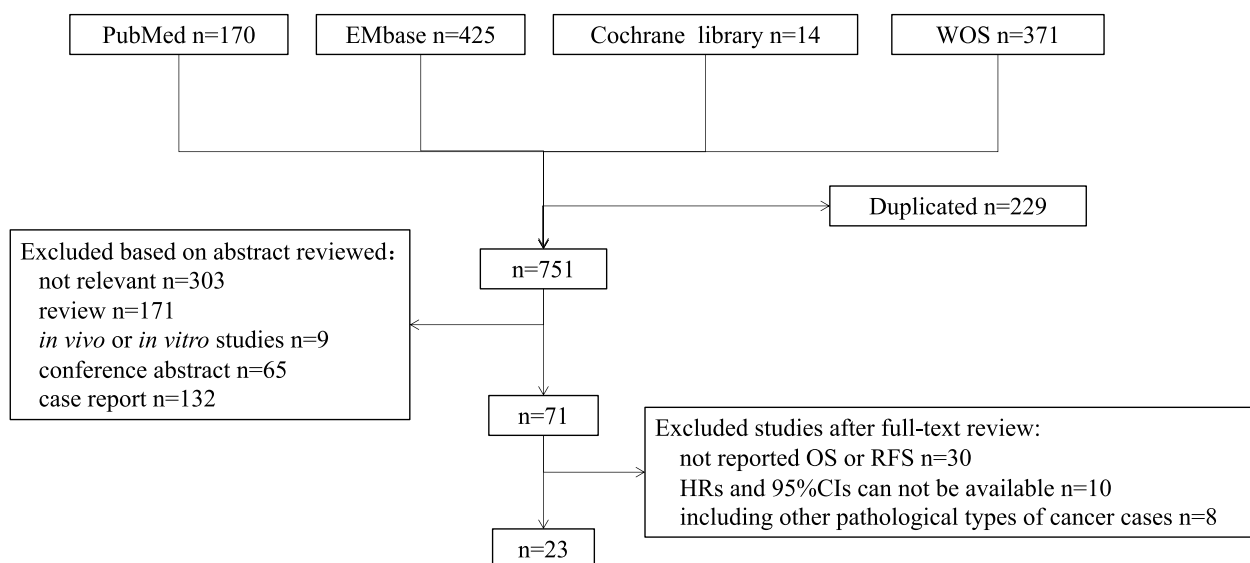 PubMed n=170
EMbase n=425
Cochrane library n=14
WOS n=371
Duplicated n=229
Excluded based on abstract reviewed：
not relevant n=303
review n=171
in vivo or in vitro studies n=9
conference abstract n=65
case report n=132
n=751
n=71
Excluded studies after full-text review:
not reported OS or RFS n=30
HRs and 95%CIs can not be available n=10
including other pathological types of cancer cases n=8
n=23